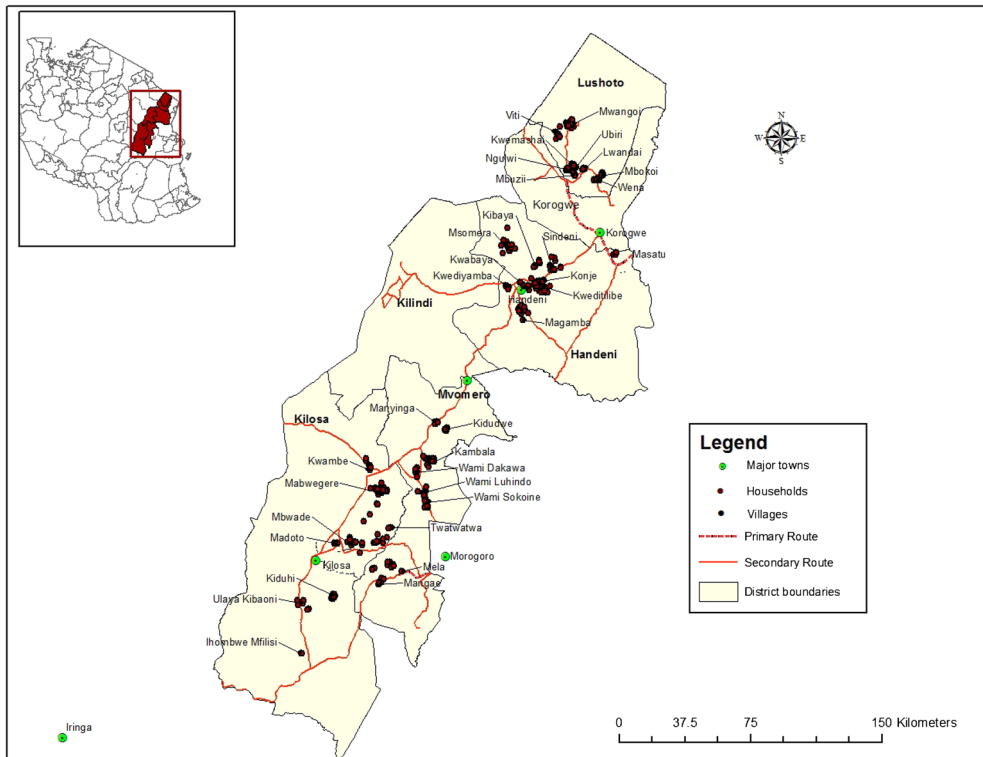 Lushoto
Viti
Mwangoi
Kwemashai
Ubiri
Lwandai
Ngulwi
Mbokoi
Mbuzii
Wena
Korogwe
Kibaya
Msomera
Sindeni
Korogwe
Masatu
Kwabaya
Kwediyamba
Konje
Kweditilibe
Handeni
Kilindi
Magamba
Handeni
Mvomero
Manyinga
Kilosa
Kidudwe
Kambala
Kwambe
Wami Dakawa
Mabwegere
Wami Luhindo
Wami Sokoine
Mbwade
Twatwatwa
Madoto
Morogoro
Kilosa
Mela
Kiduhi
Mangae
Ulaya Kibaoni
Ihombwe Mfilisi
Iringa
N
W E
S
Legend
Major towns
Households
Villages
Primary Route
Secondary Route
District boundaries
0 37.5 75 150 Kilometers